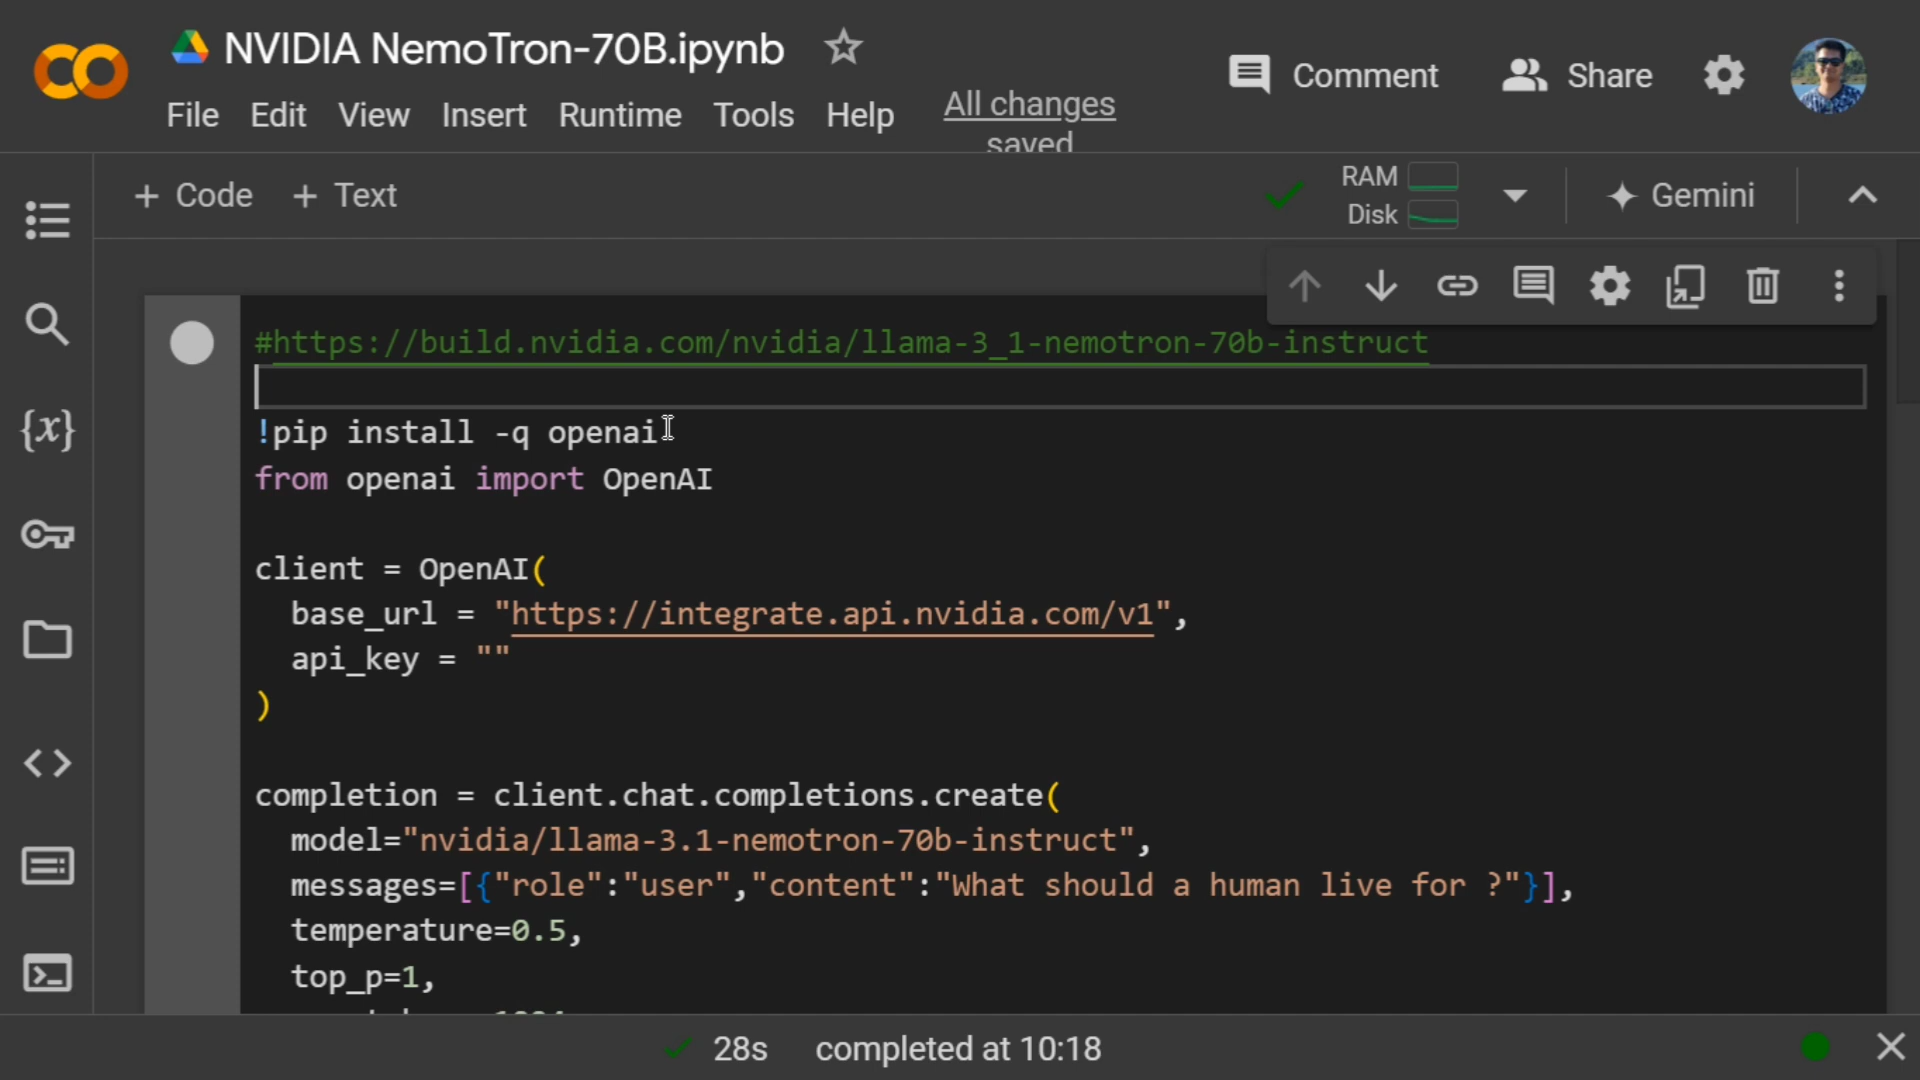 NVIDIA NemoTron-70B.ipynb
File Edit View Insert Runtime Tools Help
All changes
saved
Comment
Share
+ Code + Text
RAM
Disk
Gemini
#https://build.nvidia.com/nvidia/llama-3_1-nemotron-70b-instruct
!pip install -q openai
from openai import OpenAI
client = OpenAI(
base_url = "https://integrate.api.nvidia.com/v1",
api_key = ""
)
completion = client.chat.completions.create(
model="nvidia/llama-3.1-nemotron-70b-instruct",
messages=[{"role":"user","content":"What should a human live for ?"}],
temperature=0.5,
top_p=1,
28s completed at 10:18